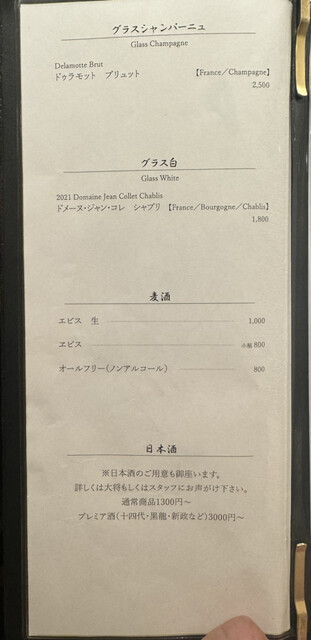 グラスシャンパーニュ
Glass Champagne
Delamotte Brut
ドゥラモット ブリュット 【France／Champagne】
2,500
グラス白
Glass White
2021 Domaine Jean Collet Chablis
ドメーヌ・ジャン・コレ シャブリ 【France／Bourgogne／Chablis】
1,800
麦酒
エビス 生 1,000
ヱビス 小瓶 800
オールフリー(ノンアルコール) 800
日本酒
※日本酒のご用意も御座います。
詳しくは大将もしくはスタッフにお声がけ下さい。
通常商品1300円〜
プレミア酒(十四代・黒龍・新政など)3000円〜